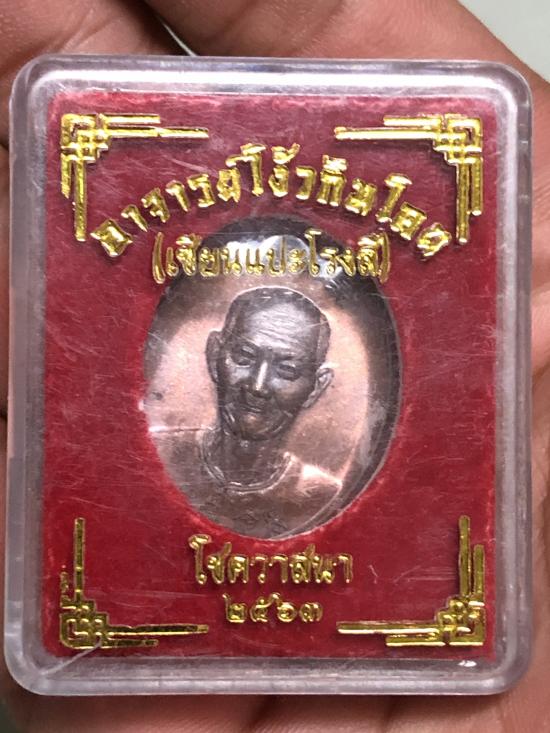 อาจารย์โง้วกิมโคย
(เซียนแปะโรงสี)
โชควาสนา
๒๕๖๓